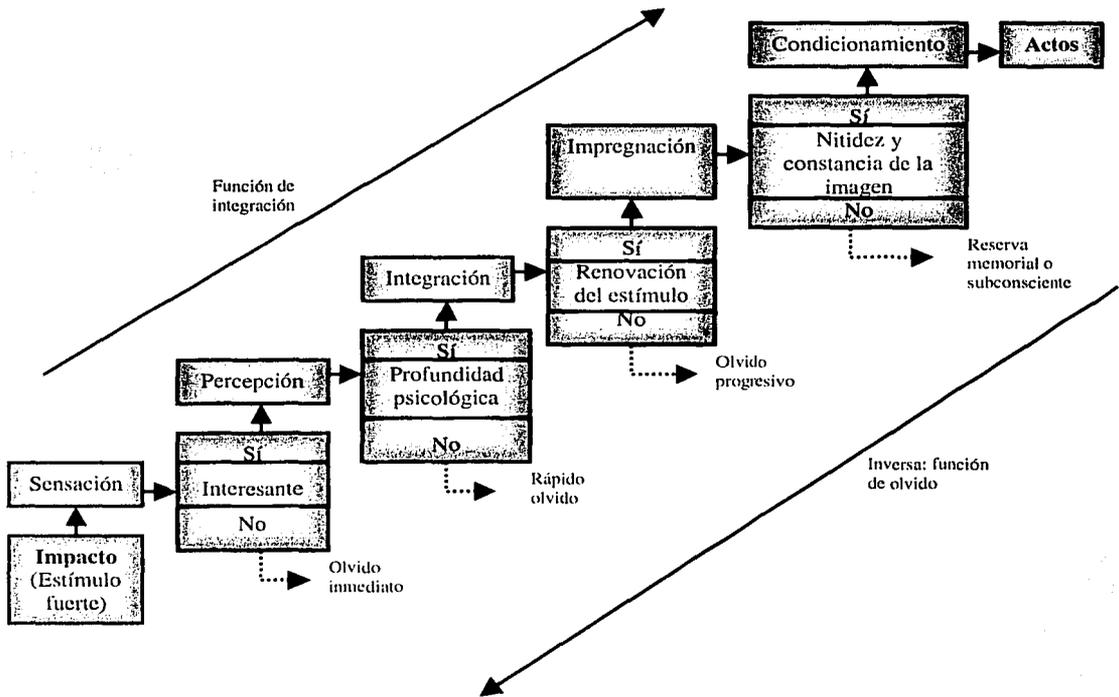 Condicionamiento
Actos
Sí
Nitidez y
constancia de la
imagen
No
Reserva
memorial o
subconsciente
Impregnación
Sí
Renovación
del estímulo
No
Olvido
progresivo
Función de
integración
Integración
Sí
Profundidad
psicológica
No
Rápido
olvido
Percepción
Sí
Interesante
No
Olvido
inmediato
Sensación
Impacto
(Estímulo
fuerte)
Inversa: función
de olvido